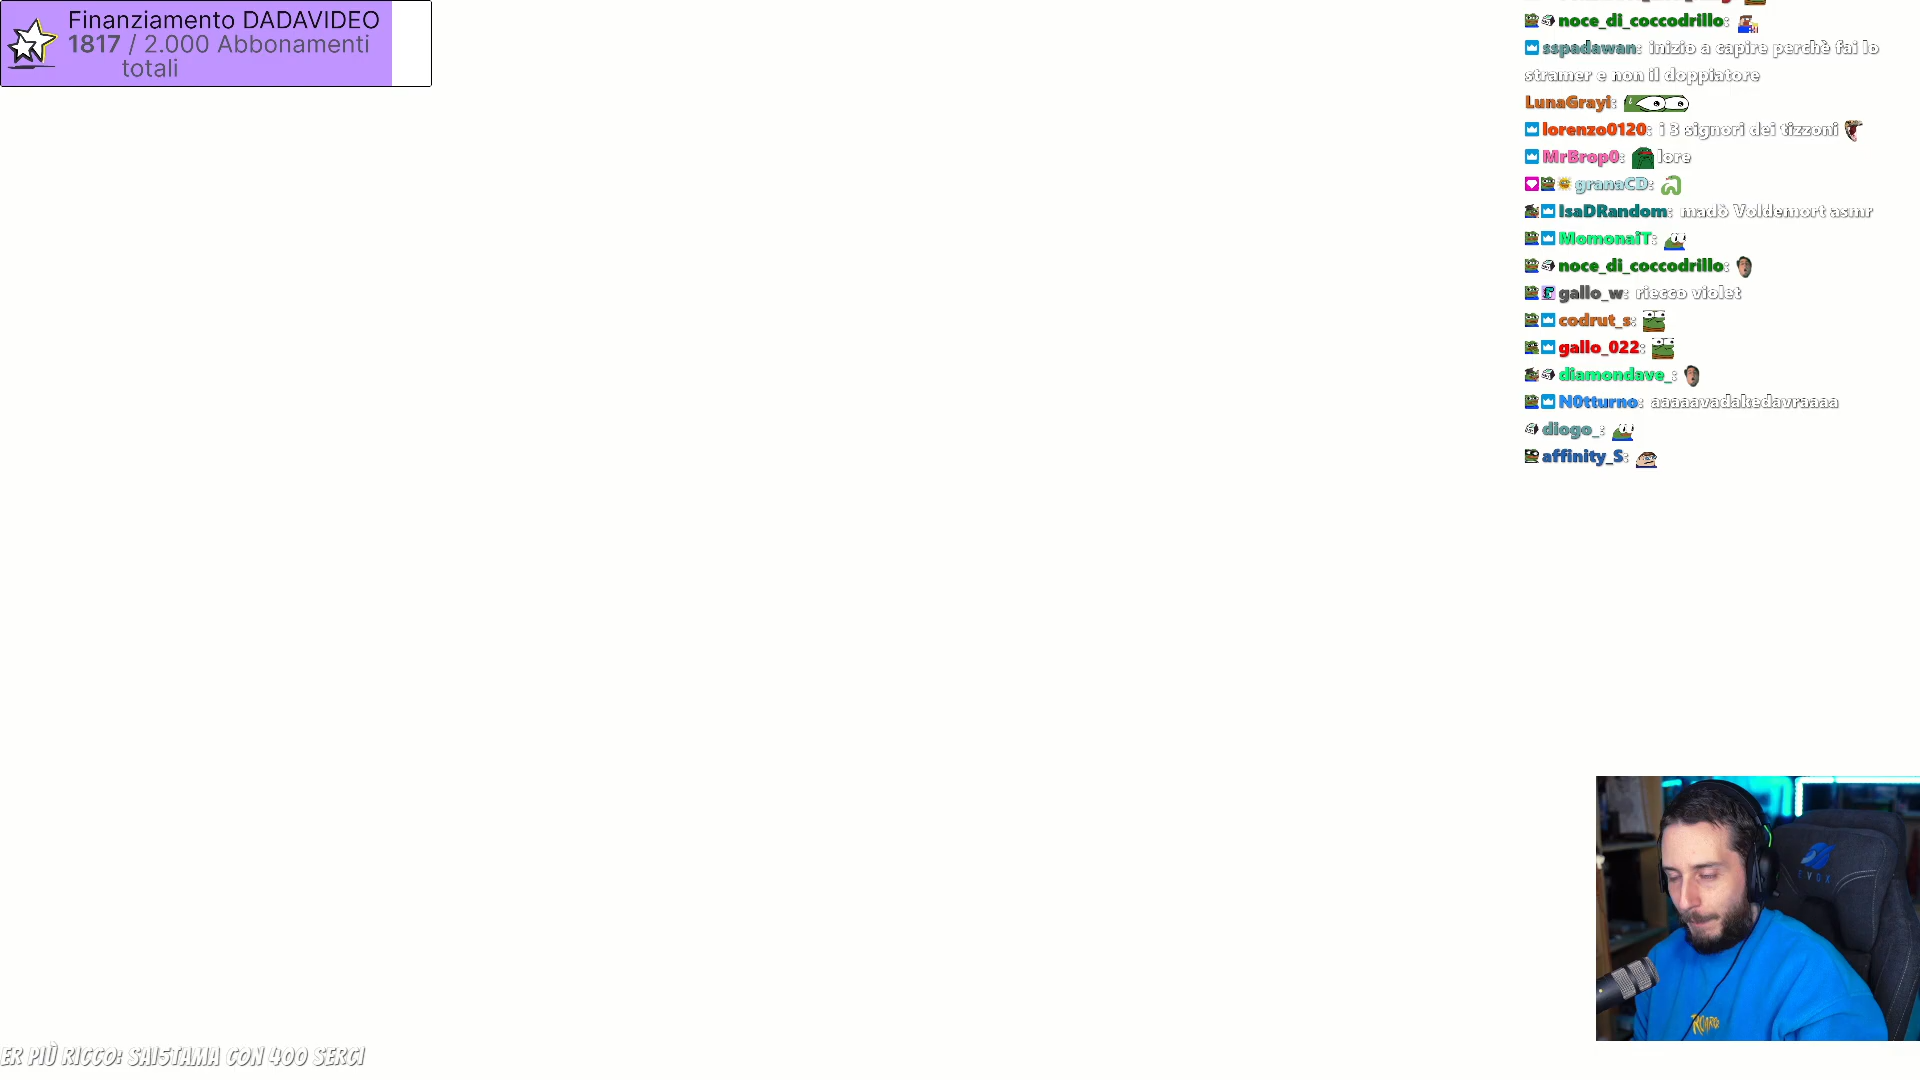 Finanziamento DADAVIDEO
1817 / 2.000 Abbonamenti
totali
noce_di_coccodrillo:
sspadawan: inizio a capire perchè fai lo
stramer e non il doppiatore
LunaGrayi:
lorenzo0120: i 3 signori dei tizzoni
MrBrop0: lore
granaCD:
IsaDRandom: madò Voldemort asmr
MomonaiT:
noce_di_coccodrillo:
gallo_w: riecco violet
codrut_s:
gallo_022:
diamondave_:
N0tturno: aaaaavadakedavraaaa
diogo_:
affinity_S:
EVOK
ER PIÙ RICCO: SAI5TAMA CON 400 SERCI